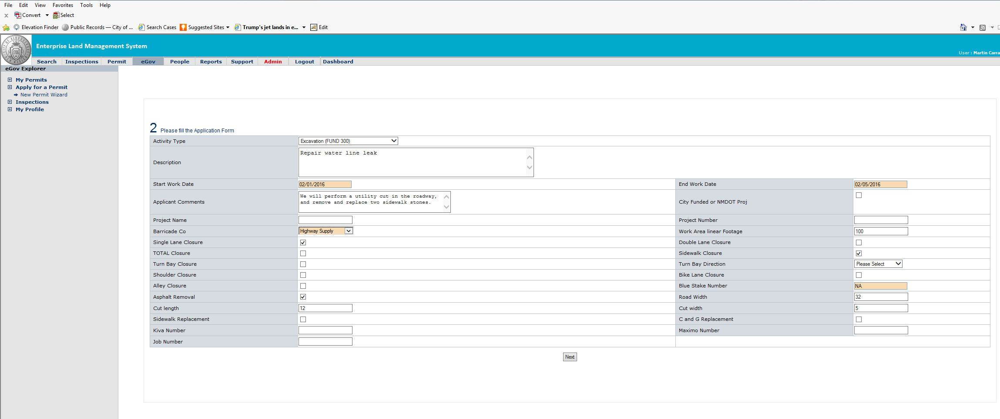 File Edit View Favorites Tools Help
x Convert Select
Elevation Finder Public Records — City of ... Search Cases Suggested Sites Trump's jet lands in e... Edit
Enterprise Land Management System
User : Martin Carra
Search Inspections Permit eGov People Reports Support Admin Logout Dashboard
eGov Explorer
My Permits
Apply for a Permit
New Permit Wizard
Inspections
My Profile
2 Please fill the Application Form
Activity Type Excavation (FUND 300)
Description Repair water line leak
Start Work Date 02/01/2016 End Work Date 02/05/2016
Applicant Comments We will perform a utility cut in the roadway,
and remove and replace two sidewalk stones.
City Funded or NMDOT Proj
Project Name Project Number
Barricade Co Highway Supply Work Area linear Footage 100
Single Lane Closure Double Lane Closure
TOTAL Closure Sidewalk Closure
Turn Bay Closure Turn Bay Direction Please Select
Shoulder Closure Bike Lane Closure
Alley Closure Blue Stake Number NA
Asphalt Removal Road Width 32
Cut length 12 Cut width 5
Sidewalk Replacement C and G Replacement
Kiva Number Maximo Number
Job Number
Next